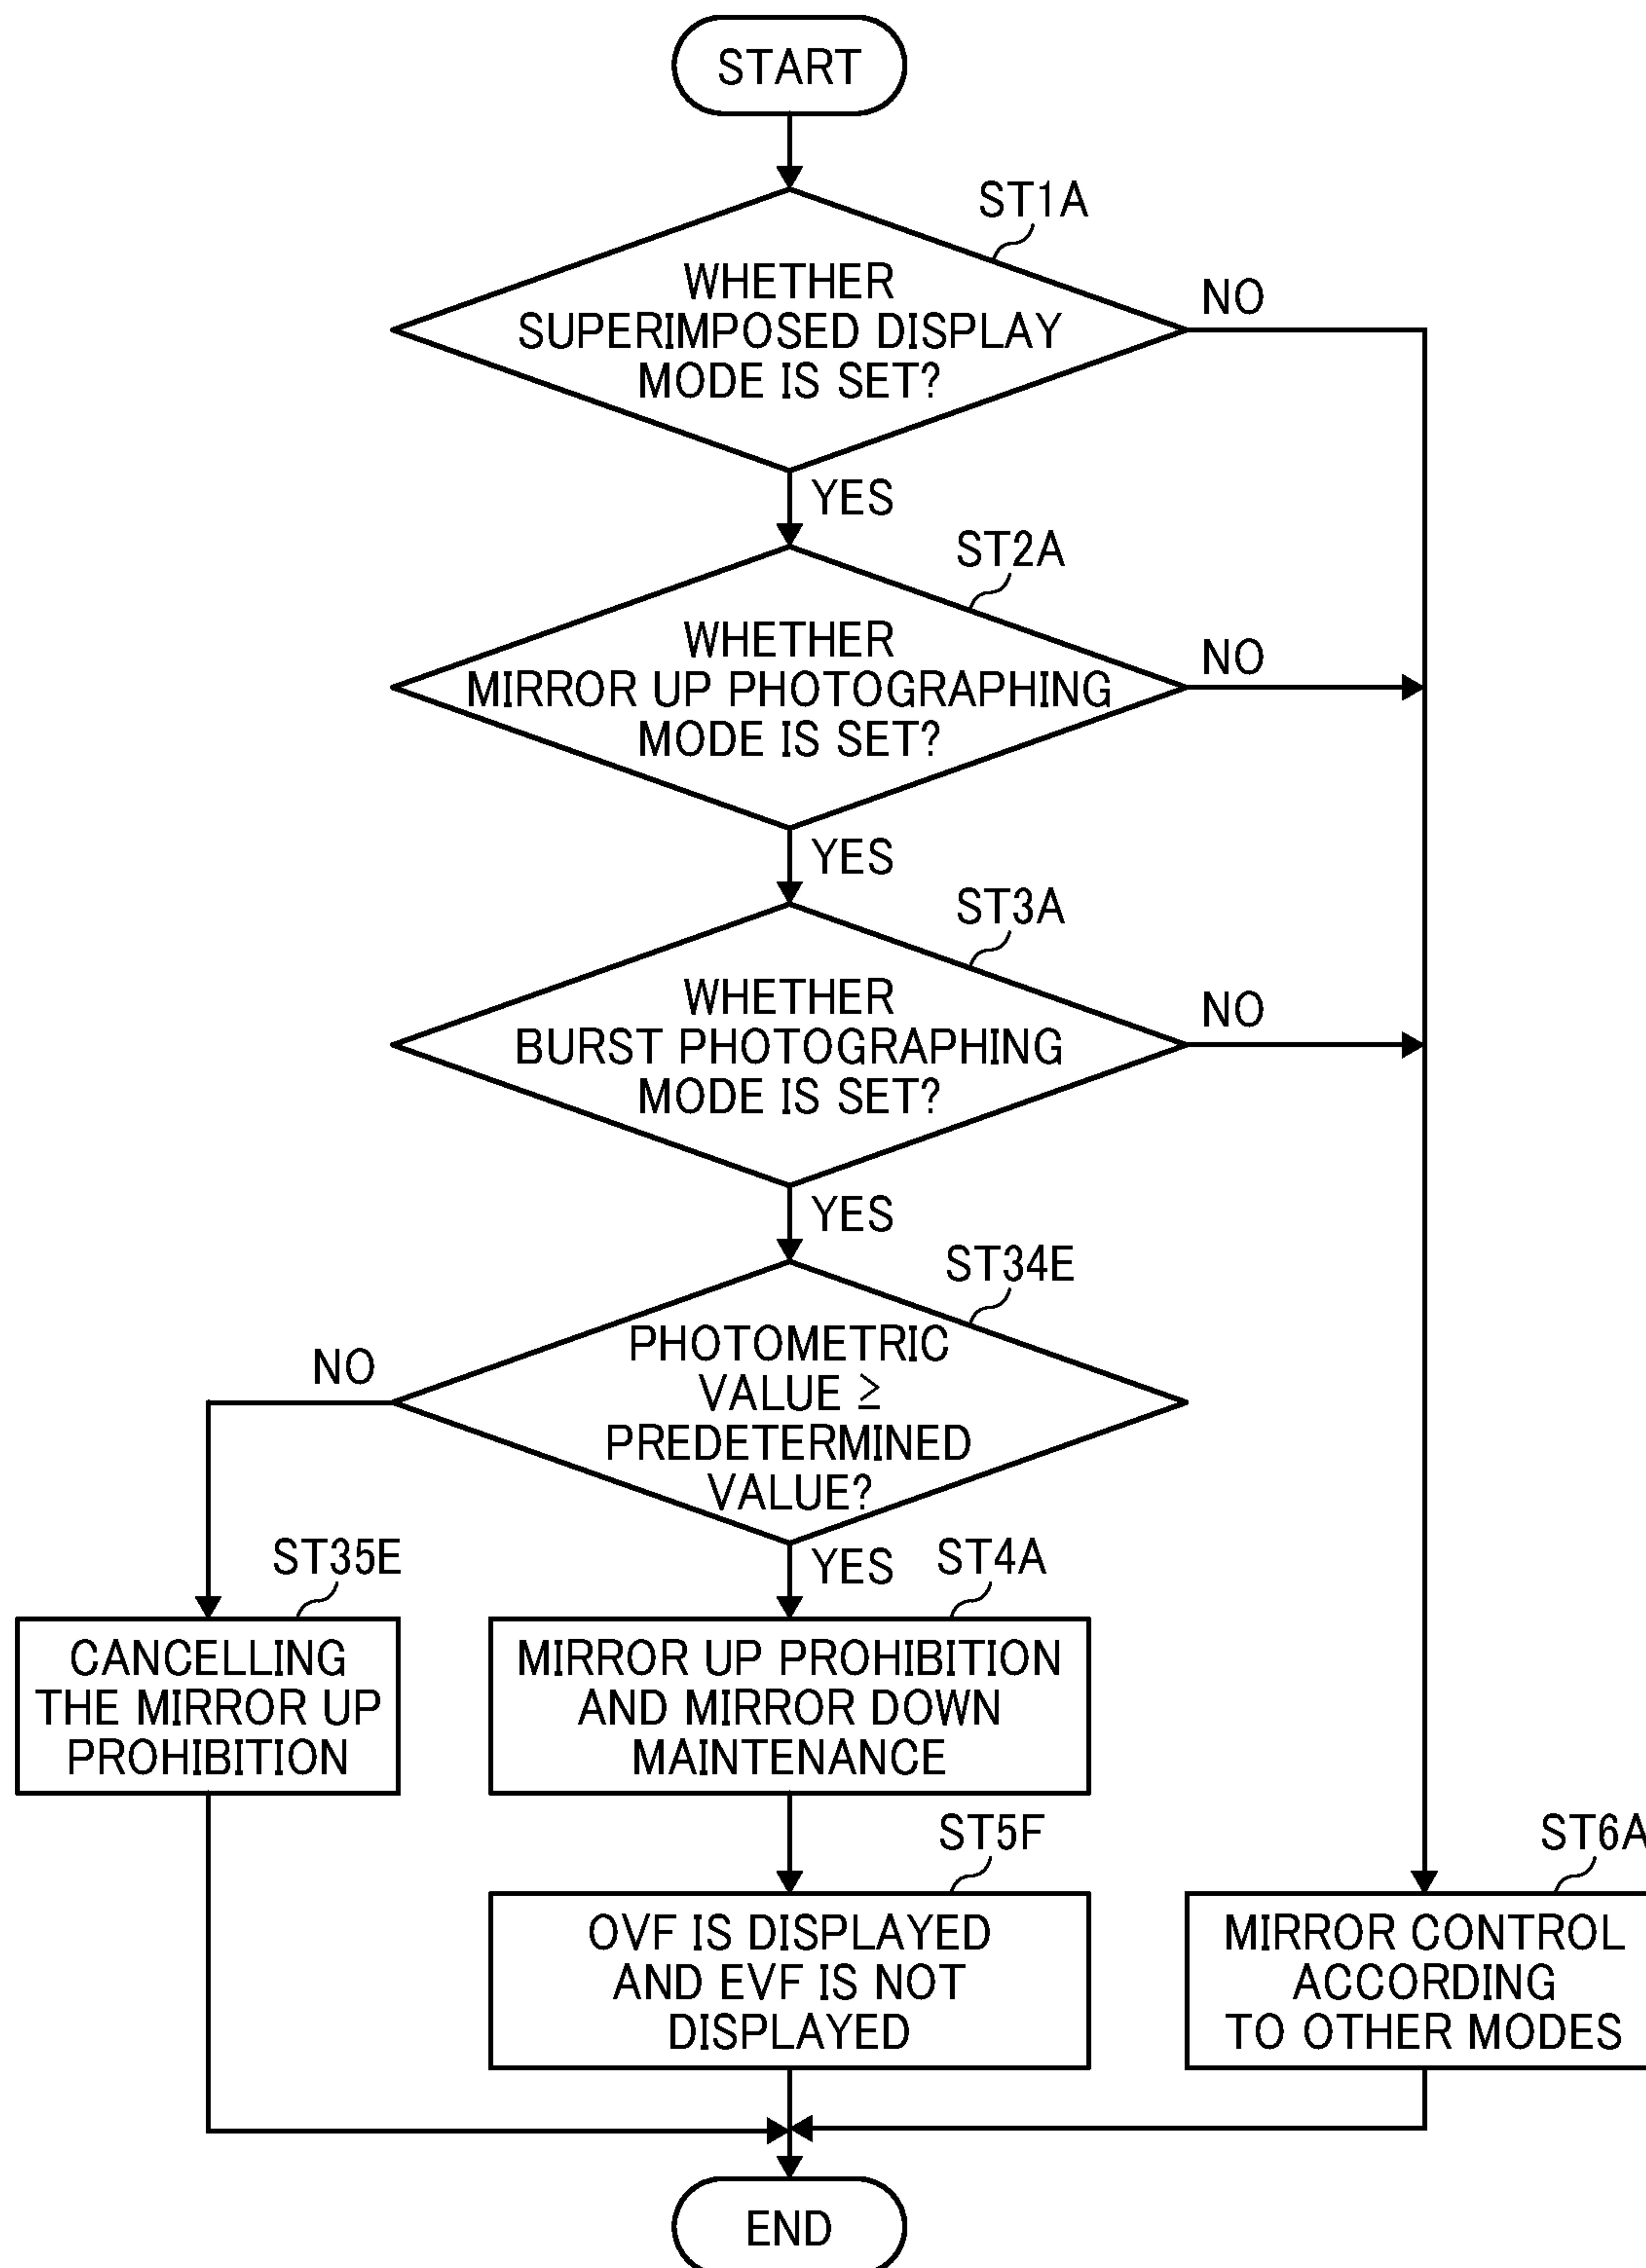 START
ST1A
WHETHER
SUPERIMPOSED DISPLAY
MODE IS SET?
NO
YES
ST2A
WHETHER
MIRROR UP PHOTOGRAPHING
MODE IS SET?
NO
YES
ST3A
WHETHER
BURST PHOTOGRAPHING
MODE IS SET?
NO
YES
ST34E
PHOTOMETRIC
VALUE ≥
PREDETERMINED
VALUE?
NO
YES
ST35E
CANCELLING
THE MIRROR UP
PROHIBITION
ST4A
MIRROR UP PROHIBITION
AND MIRROR DOWN
MAINTENANCE
ST5F
OVF IS DISPLAYED
AND EVF IS NOT
DISPLAYED
ST6A
MIRROR CONTROL
ACCORDING
TO OTHER MODES
END